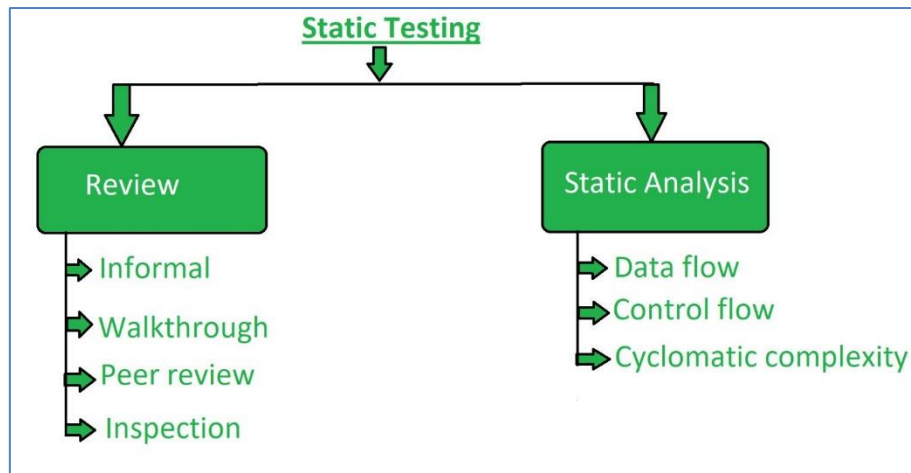 Static Testing
Review
Informal
Walkthrough
Peer review
Inspection
Static Analysis
Data flow
Control flow
Cyclomatic complexity